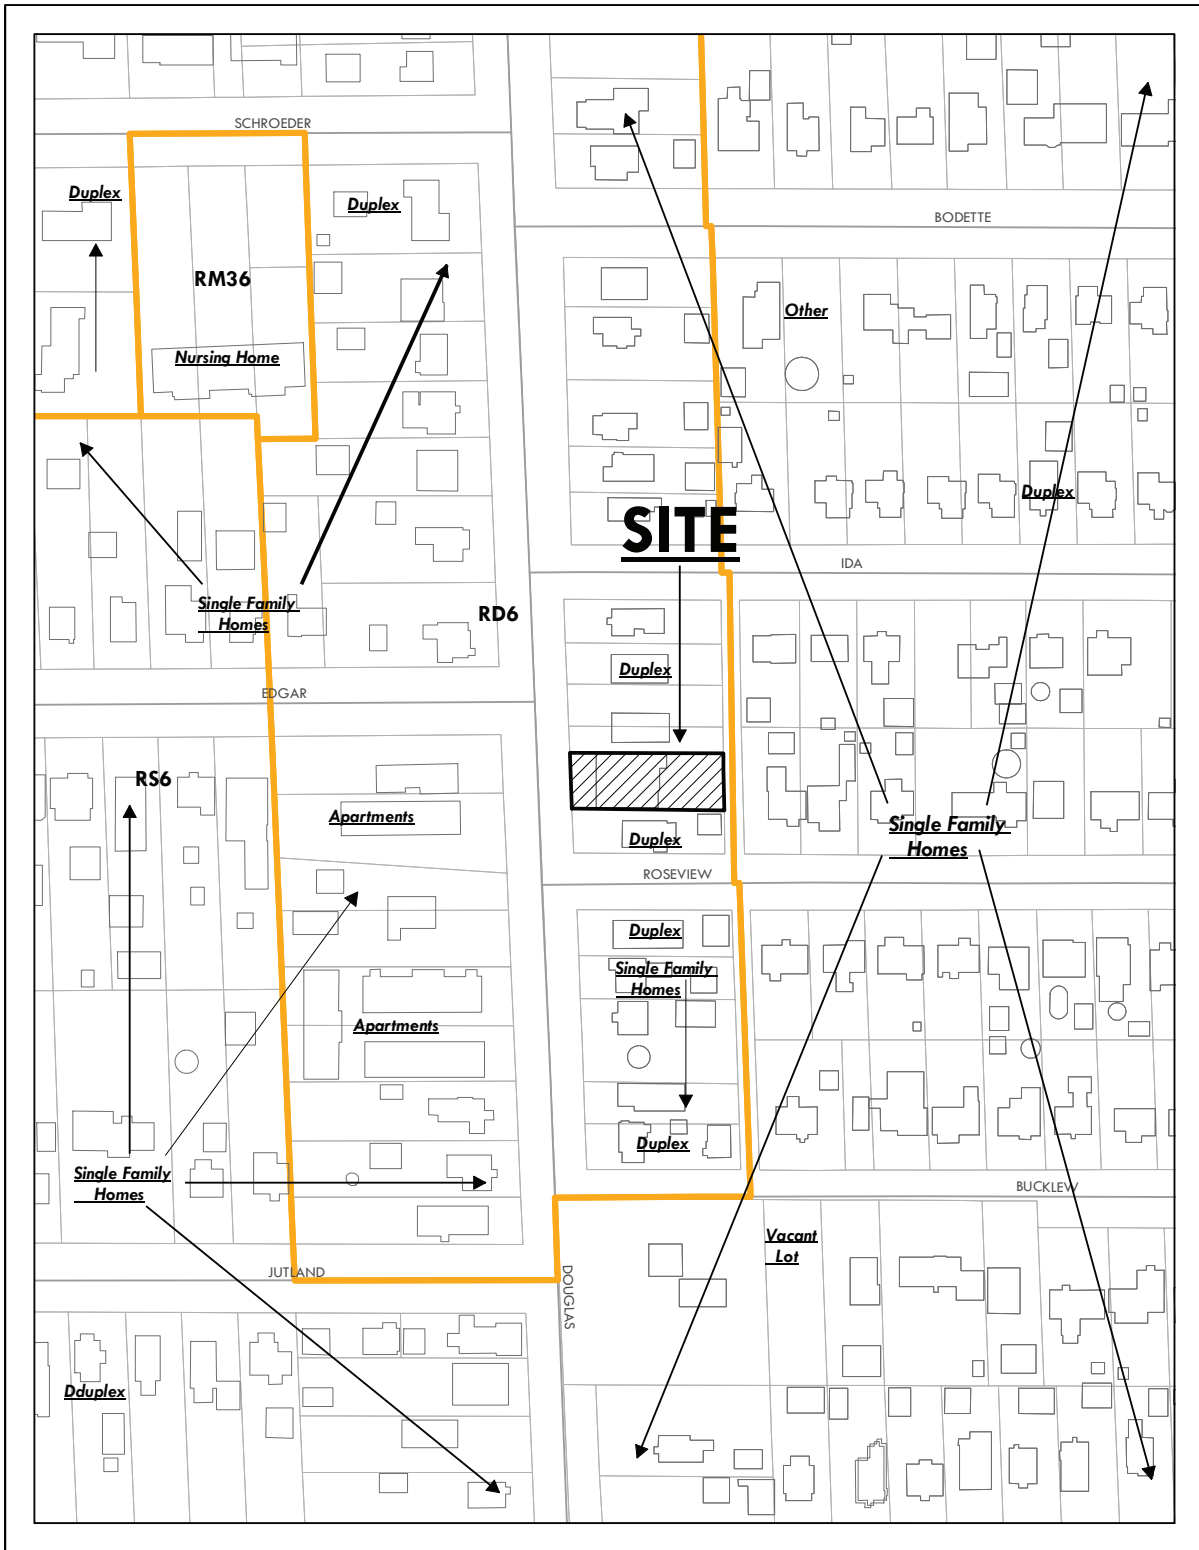 SCHROEDER
Duplex
Duplex
BODETTE
RM36
Other
Nursing Home
Duplex
SITE
IDA
Single Family
Homes
RD6
Duplex
EDGAR
RS6
Apartments
Single Family
Homes
Duplex
ROSEVIEW
Duplex
Single Family
Homes
Apartments
Duplex
Single Family
Homes
BUCKLEW
Vacant
Lot
JUTLAND
DOUGLAS
Dduplex